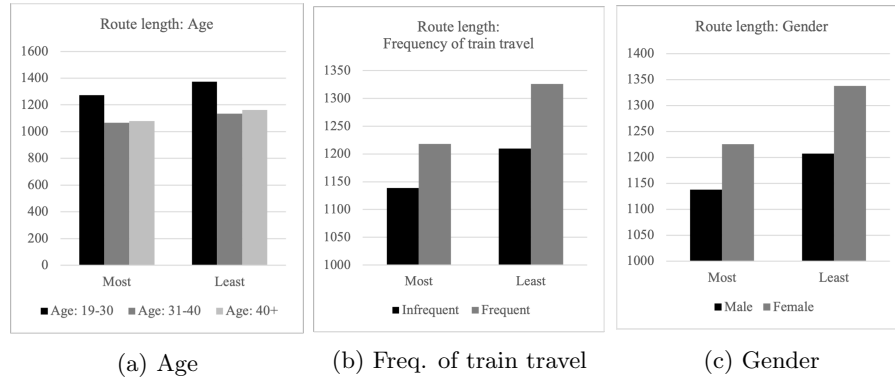 Route length: Age
1600
1400
1200
1000
800
600
400
200
0
Most Least
Age: 19-30 Age: 31-40 Age: 40+
(a) Age
Route length:
Frequency of train travel
1350
1300
1250
1200
1150
1100
1050
1000
Most Least
Infrequent Frequent
(b) Freq. of train travel
Route length: Gender
1400
1350
1300
1250
1200
1150
1100
1050
1000
Most Least
Male Female
(c) Gender